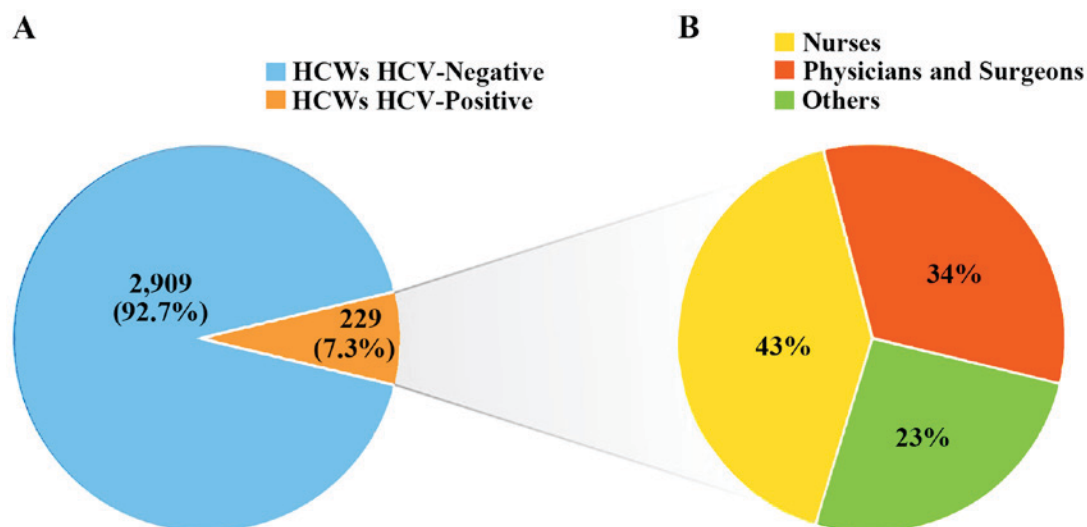 A
HCWs HCV-Negative
HCWs HCV-Positive
2,909
(92.7%)
229
(7.3%)
B
Nurses
Physicians and Surgeons
Others
34%
43%
23%